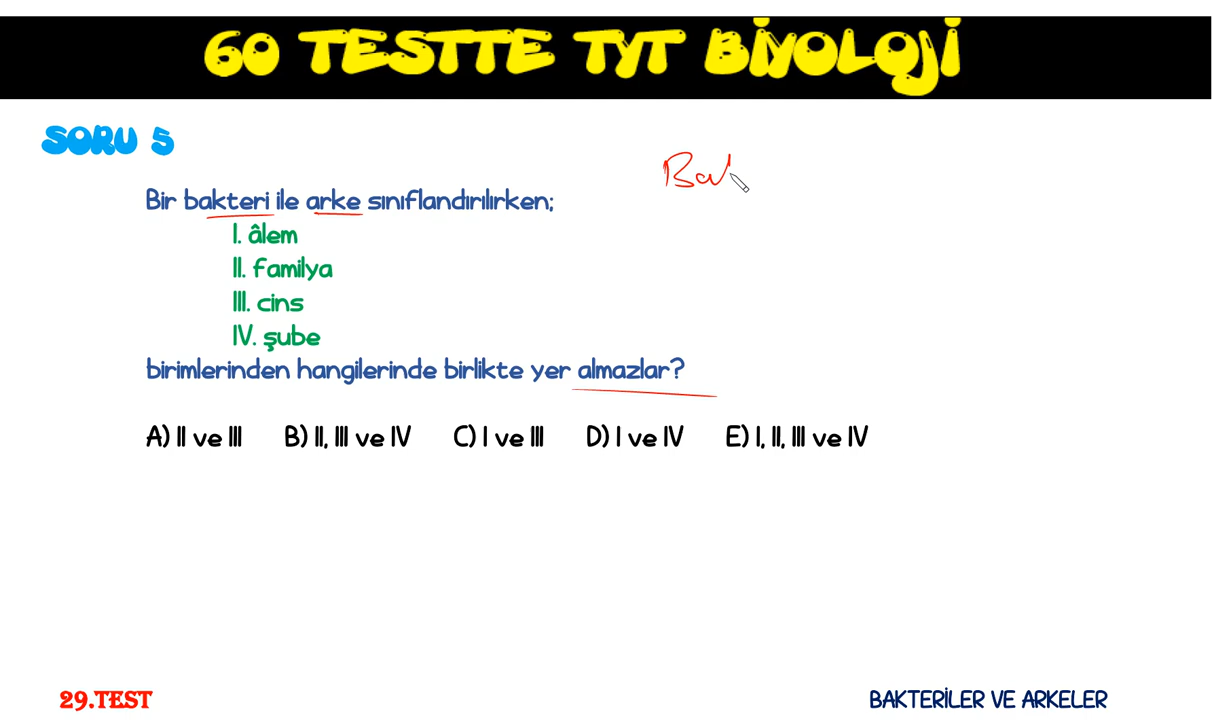 60 TESTTE TYT BİYOLOJİ
SORU 5
Bir bakteri ile arke sınıflandırılırken;
I. âlem
II. familya
III. cins
IV. şube
birimlerinden hangilerinde birlikte yer almazlar?
A) II ve III B) II, III ve IV C) I ve III D) I ve IV E) I, II, III ve IV
29.TEST
BAKTERİLER VE ARKELER